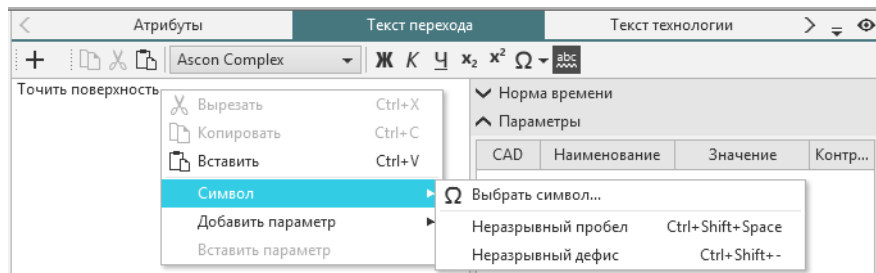 Атрибуты Текст перехода Текст технологии
Ascon Complex Ж К Ч x₂ x² Ω abc
Точить поверхность
Норма времени
Параметры
CAD Наименование Значение Контр...
Вырезать Ctrl+X
Копировать Ctrl+C
Вставить Ctrl+V
Символ
Добавить параметр
Вставить параметр
Ω Выбрать символ...
Неразрывный пробел Ctrl+Shift+Space
Неразрывный дефис Ctrl+Shift+-